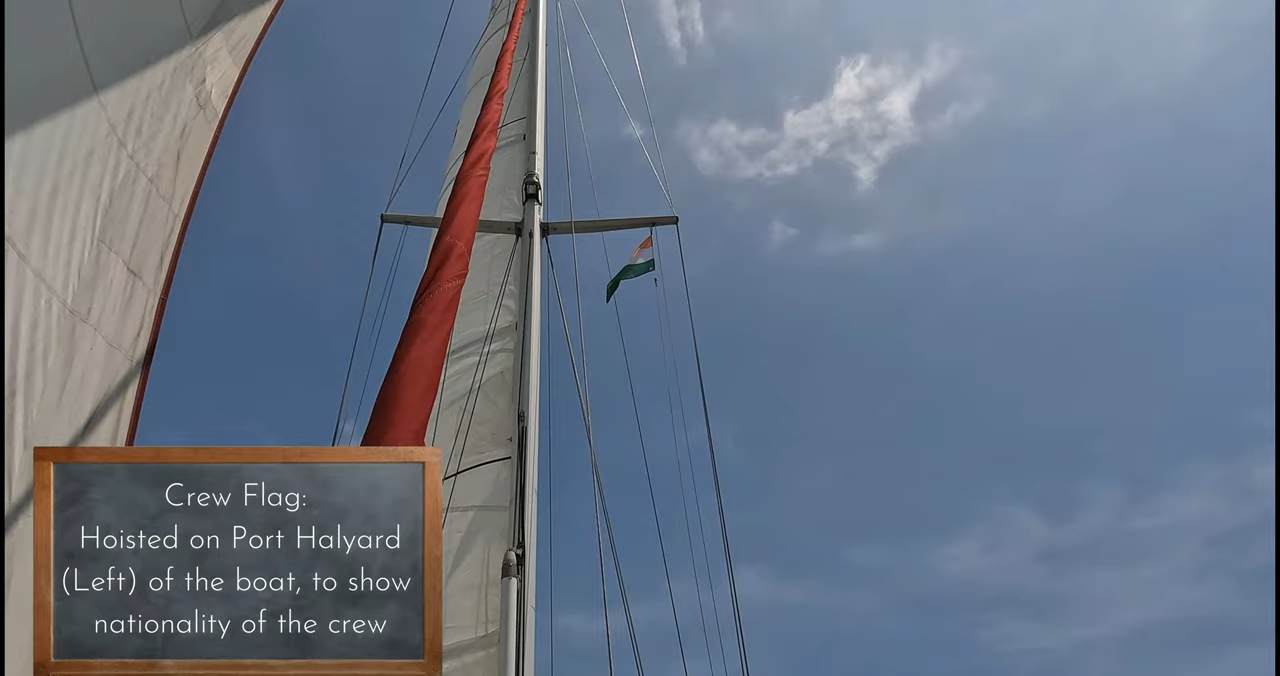 Crew Flag:
Hoisted on Port Halyard
(Left) of the boat, to show
nationality of the crew